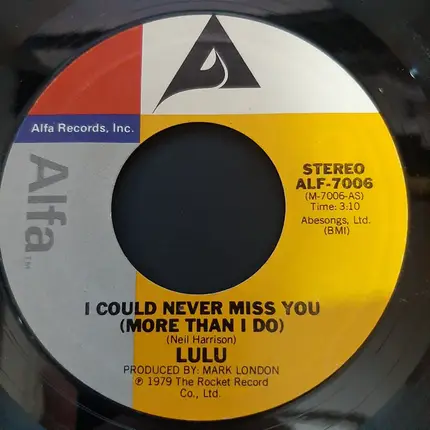 Alfa Records, Inc.
Alfa™
STEREO
ALF-7006
(M-7006-AS)
Time: 3:10
Abesongs, Ltd.
(BMI)
I COULD NEVER MISS YOU
(MORE THAN I DO)
(Neil Harrison)
LULU
PRODUCED BY: MARK LONDON
℗ 1979 The Rocket Record
Co., Ltd.